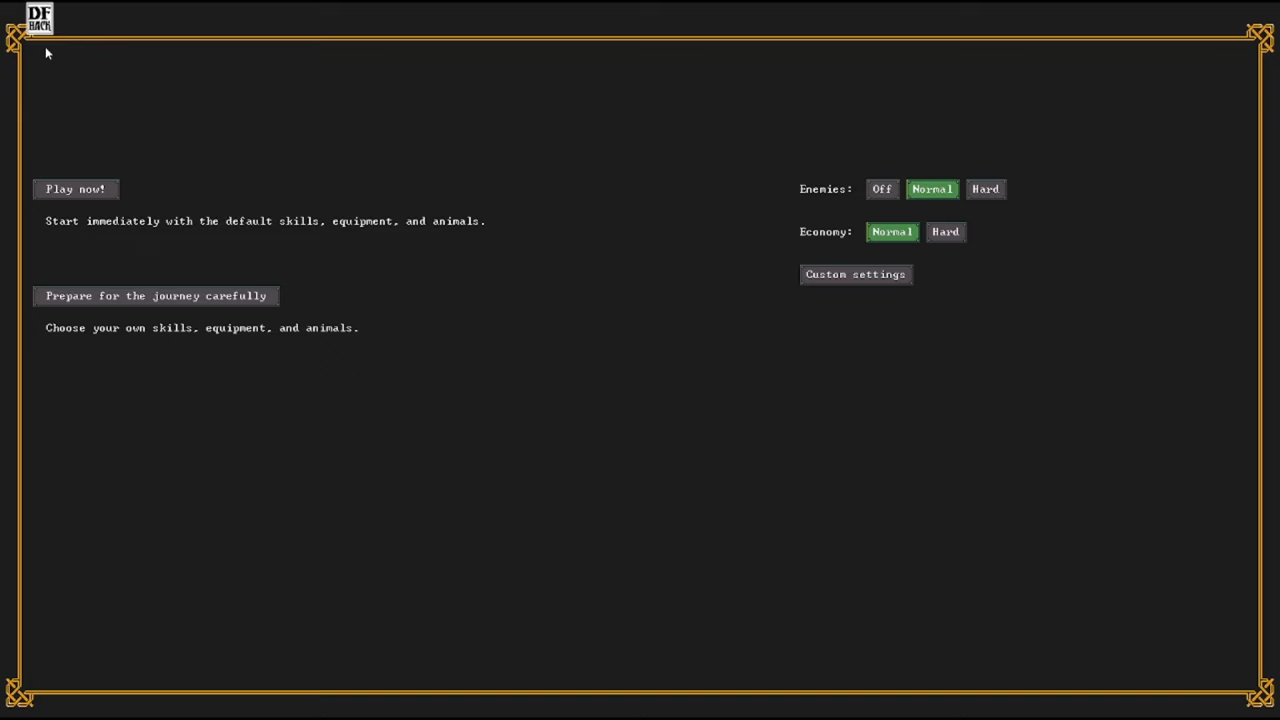 DF
HACK
Play now!
Start immediately with the default skills, equipment, and animals.
Prepare for the journey carefully
Choose your own skills, equipment, and animals.
Enemies: Off Normal Hard
Economy: Normal Hard
Custom settings